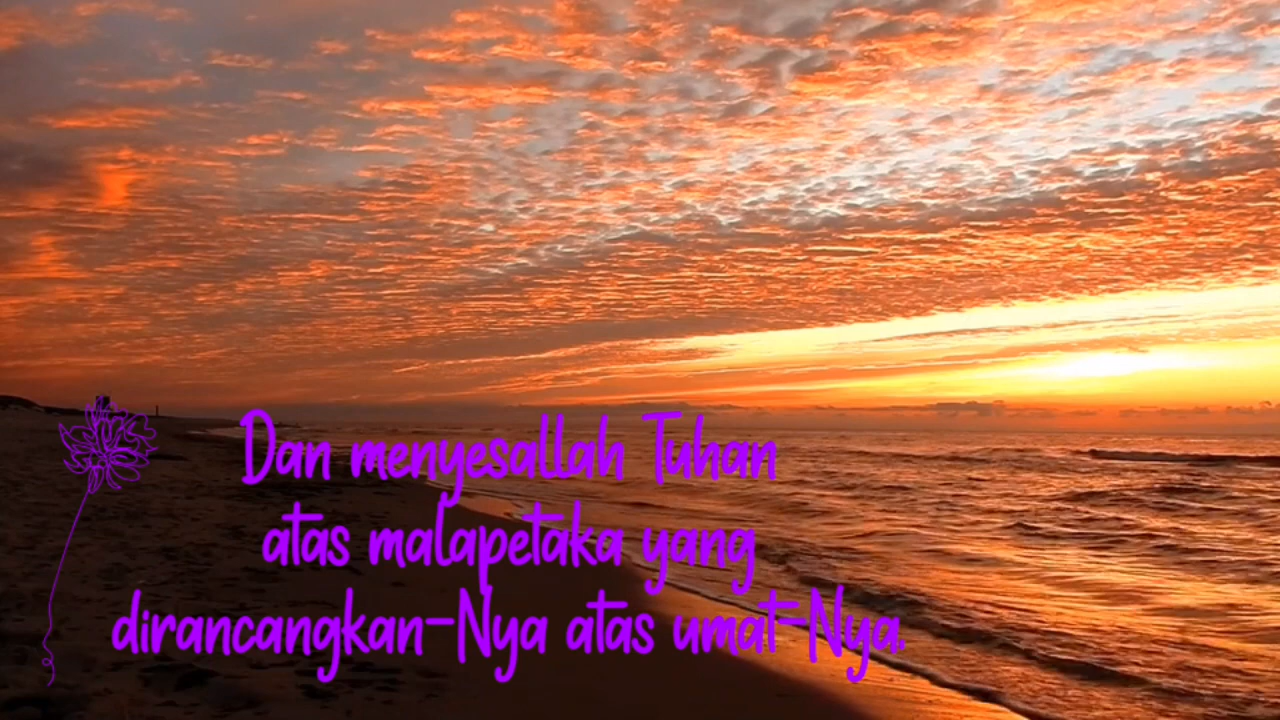 Dan menyesallah Tuhan
atas malapetaka yang
dirancangkan-Nya atas umat-Nya.